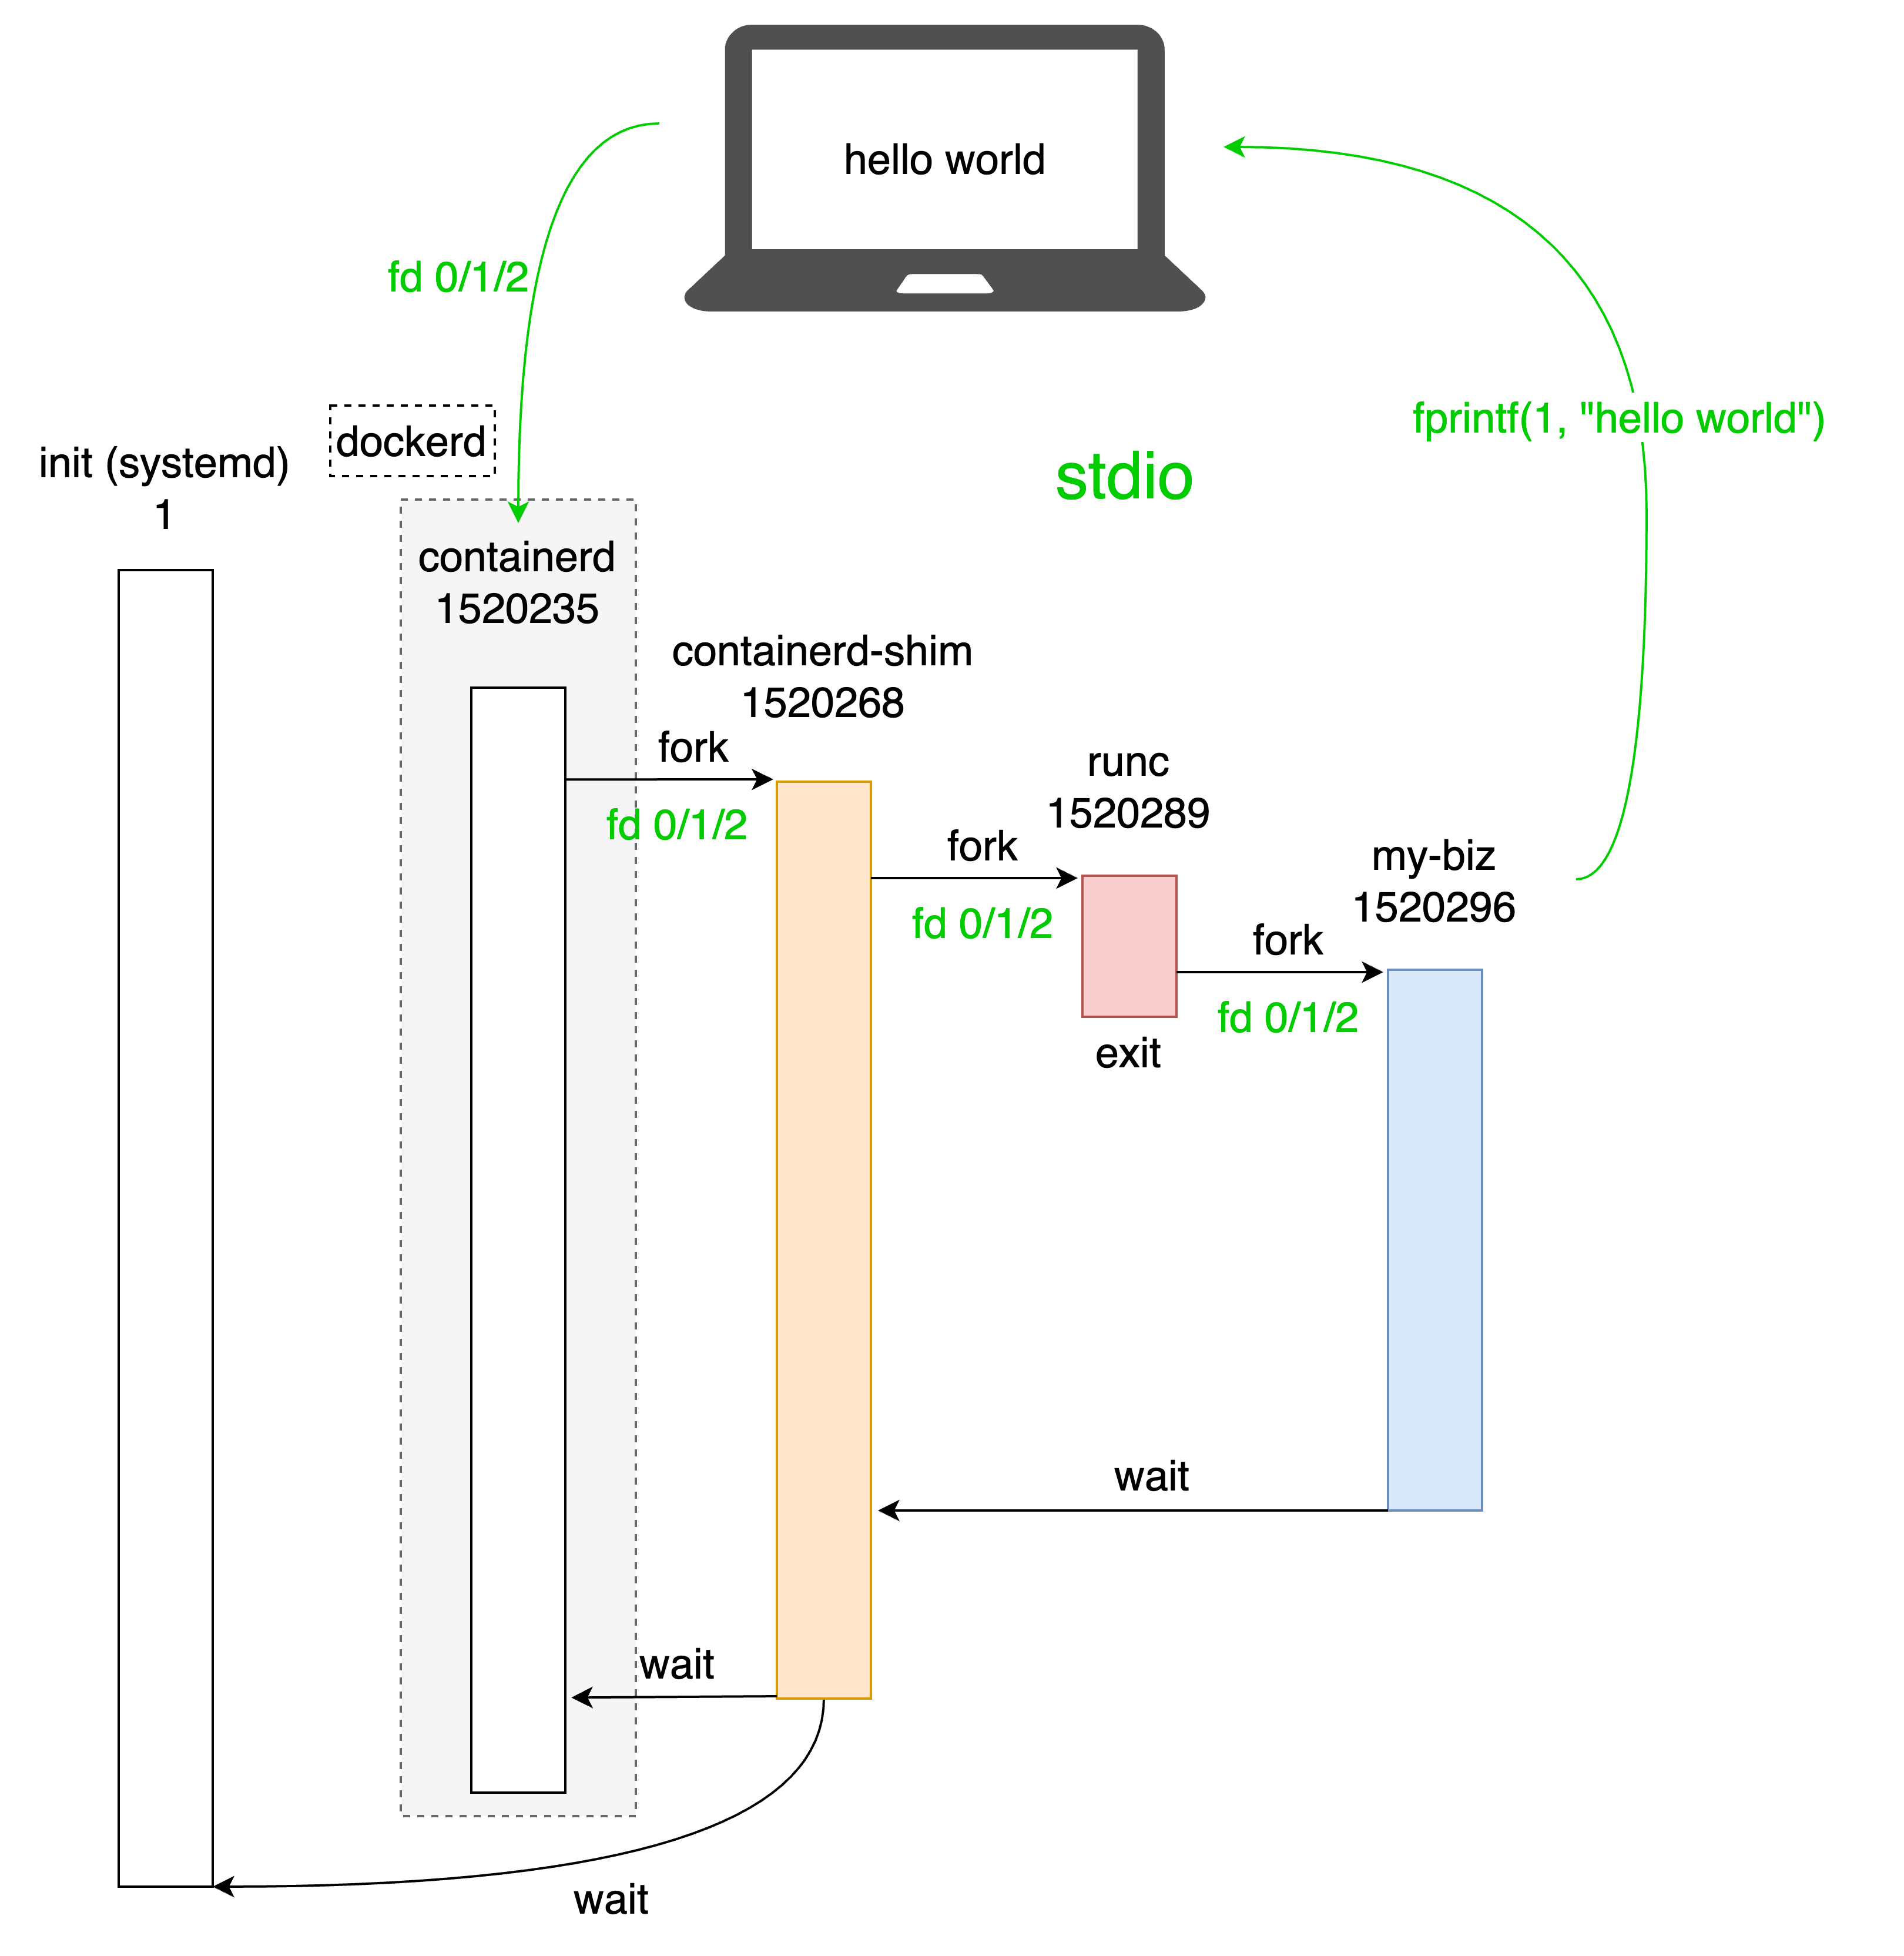 hello world
fd 0/1/2
fprintf(1, "hello world")
dockerd
init (systemd)
1
stdio
containerd
1520235
containerd-shim
1520268
fork
fd 0/1/2
runc
1520289
fork
fd 0/1/2
my-biz
1520296
fork
fd 0/1/2
exit
wait
wait
wait